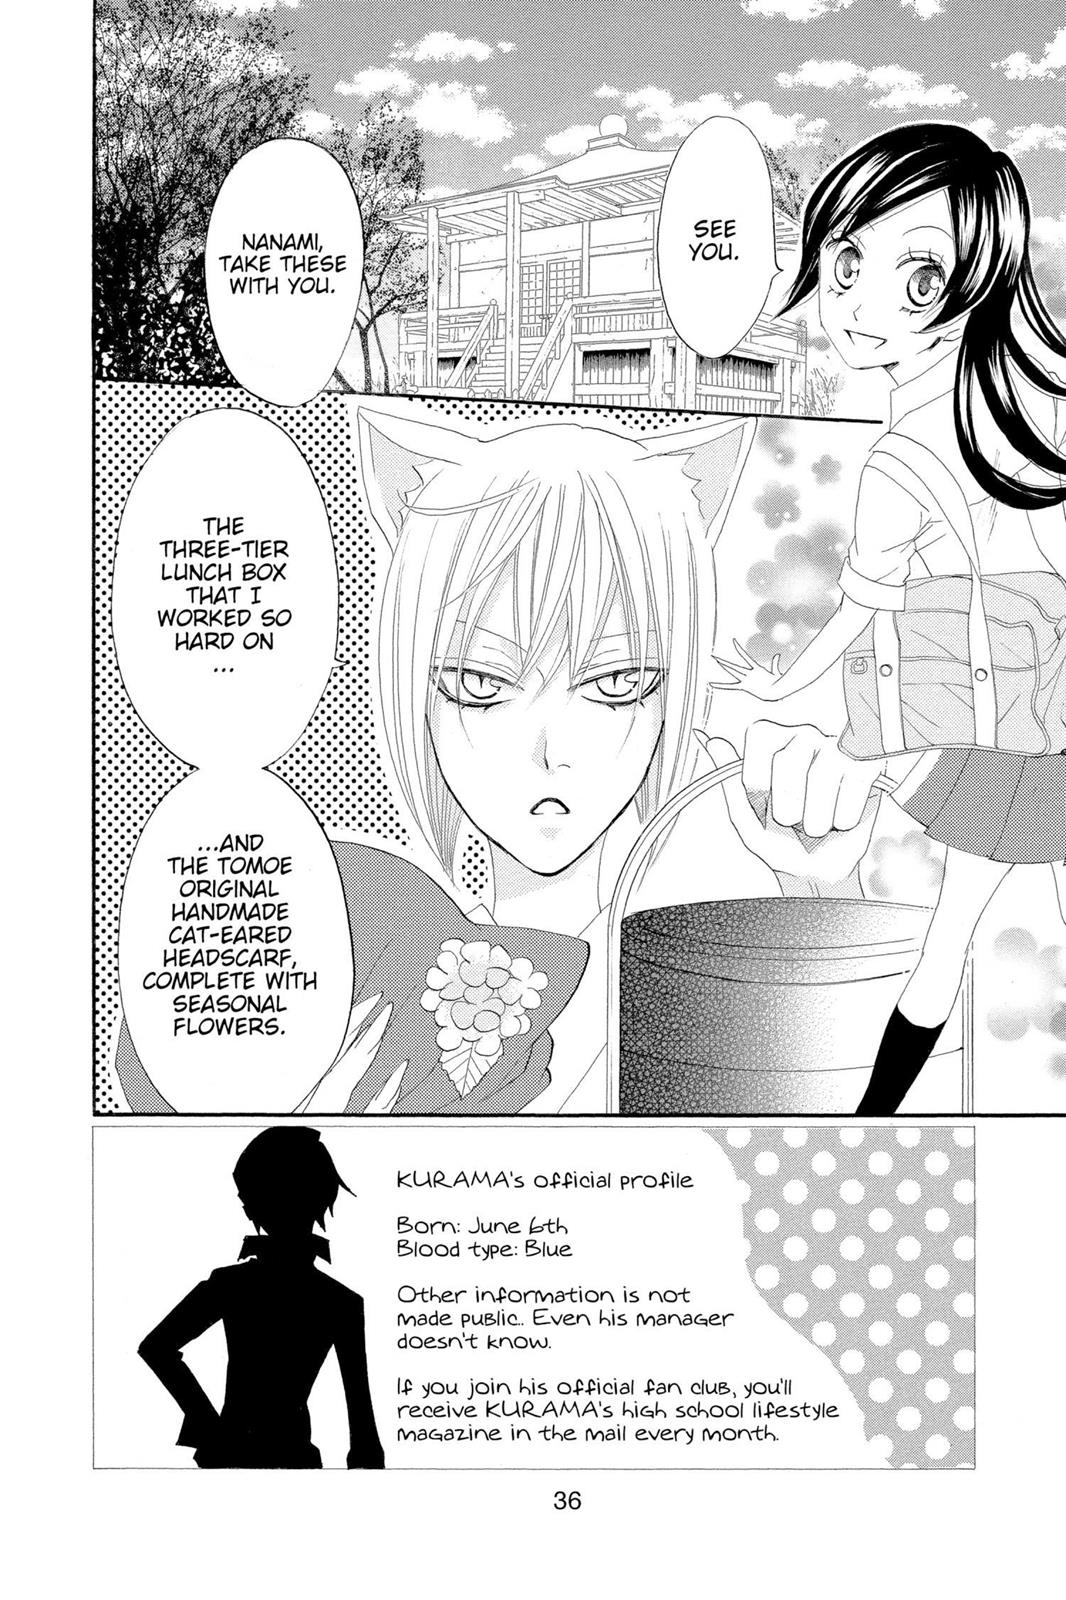 SEE
YOU.
NANAMI,
TAKE THESE
WITH YOU.
THE
THREE-TIER
LUNCH BOX
THAT I
WORKED SO
HARD ON
...
...AND
THE TOMOE
ORIGINAL
HANDMADE
CAT-EARED
HEADSCARF,
COMPLETE WITH
SEASONAL
FLOWERS.
KURAMA's official profile
Born: June 6th
Blood type: Blue
Other information is not
made public.. Even his manager
doesn't know.
If you join his official fan club, you'll
receive KURAMA's high school lifestyle
magazine in the mail every month.
36